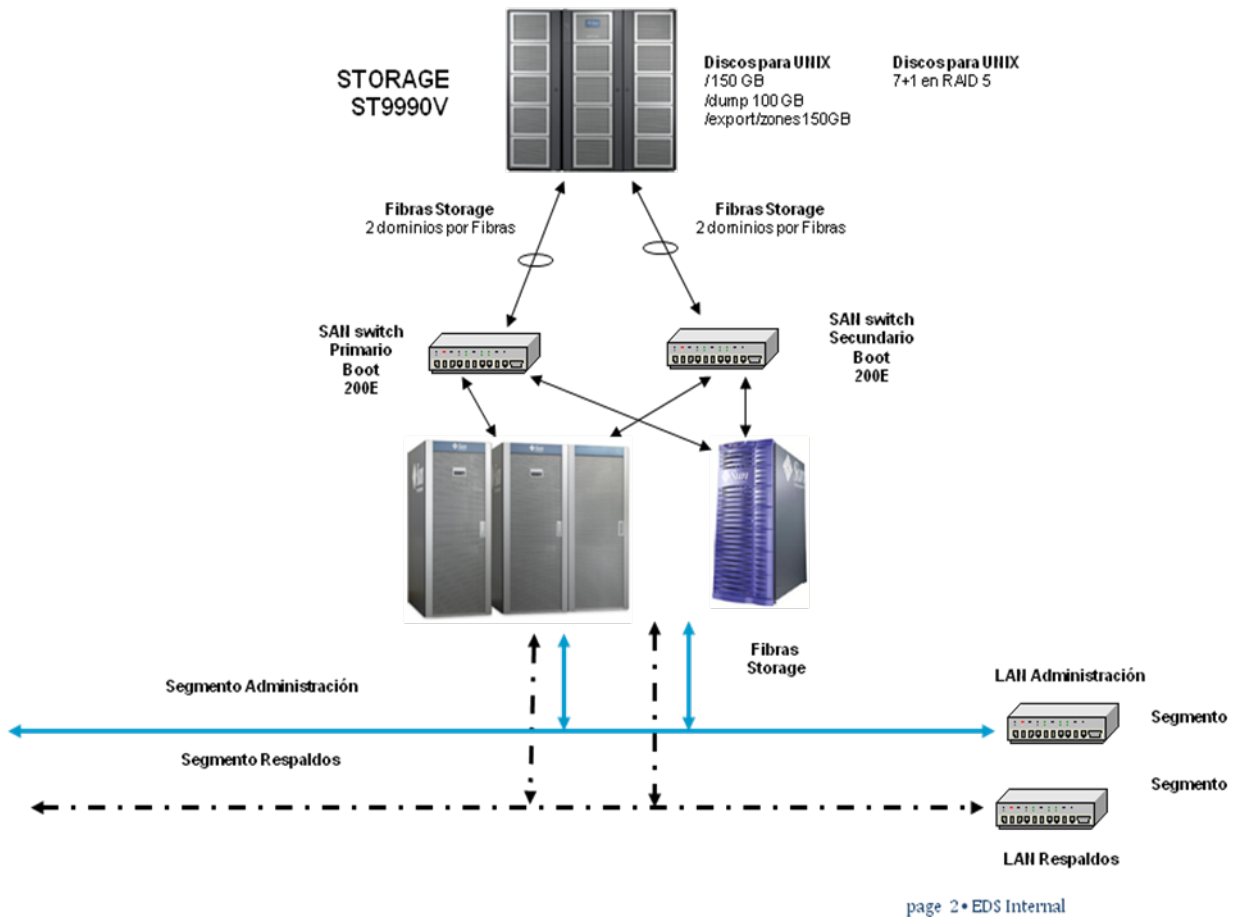 STORAGE
ST9990V
Discos para UNIX
/150 GB
/dump 100 GB
/export/zones150GB
Discos para UNIX
7+1 en RAID 5
Fibras Storage
2 dominios por Fibras
Fibras Storage
2 dominios por Fibras
SAN switch
Primario
Boot
200E
SAN switch
Secundario
Boot
200E
Sun
Fibras
Storage
Segmento Administración
LAN Administración
Segmento
Segmento Respaldos
Segmento
LAN Respaldos
page 2 • EDS Internal